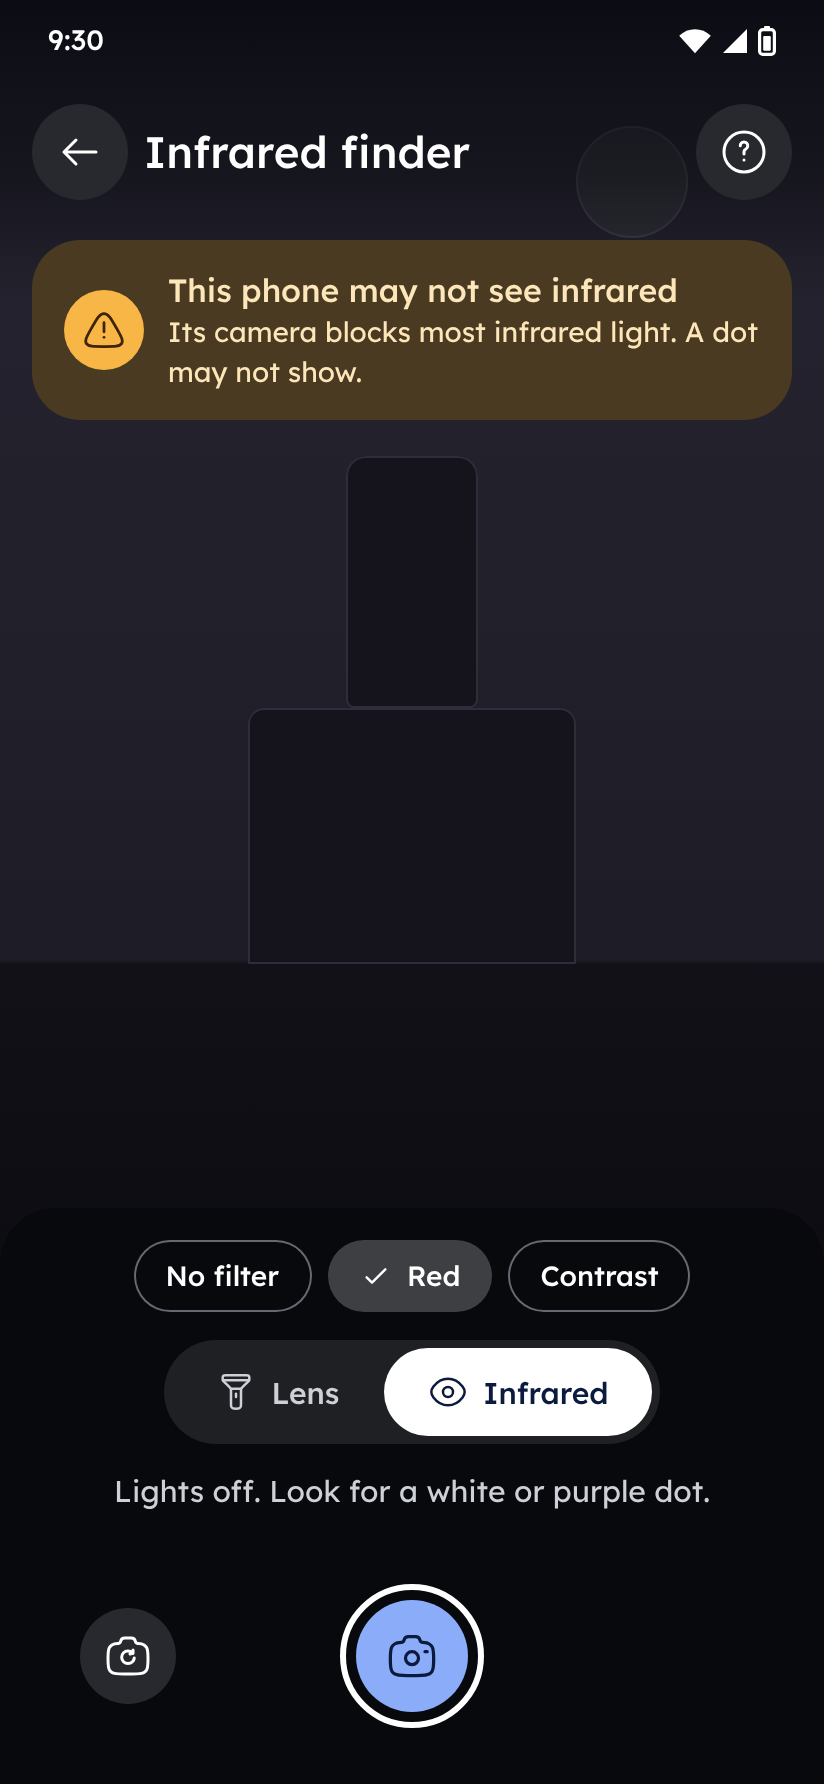 9:30
Infrared finder
This phone may not see infrared
Its camera blocks most infrared light. A dot
may not show.
No filter
Red
Contrast
Lens
Infrared
Lights off. Look for a white or purple dot.